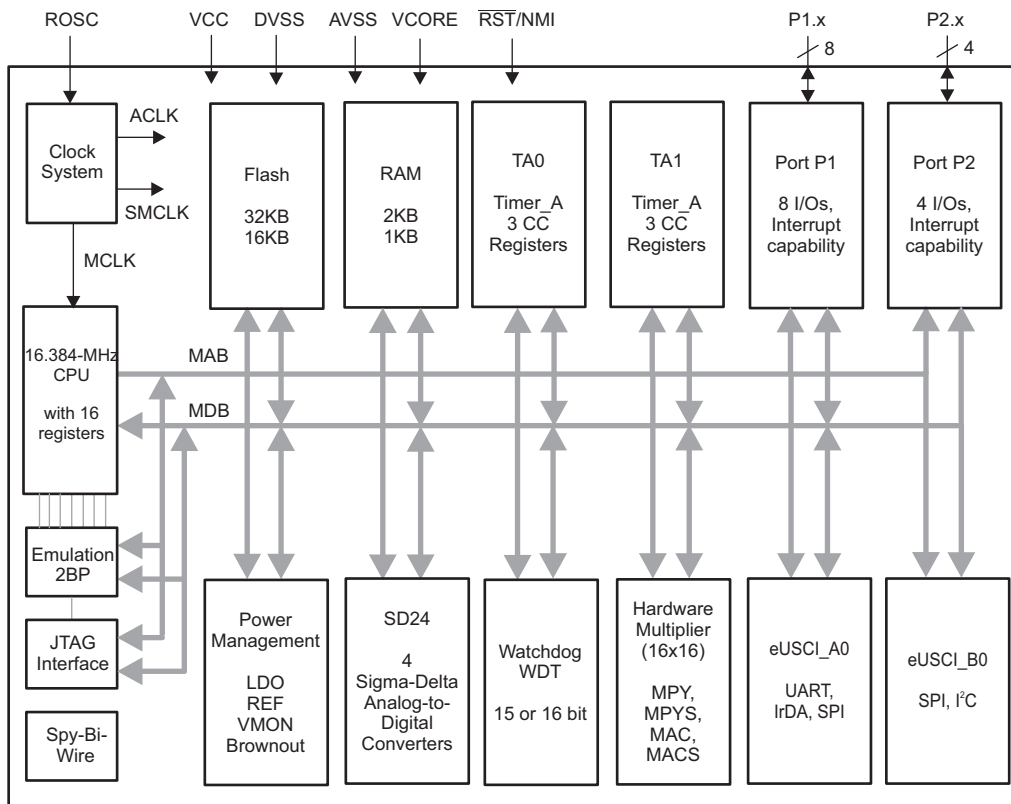 ROSC
VCC
DVSS
AVSS
VCORE
RST/NMI
P1.x
8
P2.x
4
Clock
System
ACLK
SMCLK
MCLK
Flash
32KB
16KB
RAM
2KB
1KB
TA0
Timer_A
3 CC
Registers
TA1
Timer_A
3 CC
Registers
Port P1
8 I/Os,
Interrupt
capability
Port P2
4 I/Os,
Interrupt
capability
16.384-MHz
CPU
with 16
registers
MAB
MDB
Emulation
2BP
JTAG
Interface
Spy-Bi-
Wire
Power
Management
LDO
REF
VMON
Brownout
SD24
4
Sigma-Delta
Analog-to-
Digital
Converters
Watchdog
WDT
15 or 16 bit
Hardware
Multiplier
(16x16)
MPY,
MPYS,
MAC,
MACS
eUSCI_A0
UART,
IrDA, SPI
eUSCI_B0
SPI, I²C